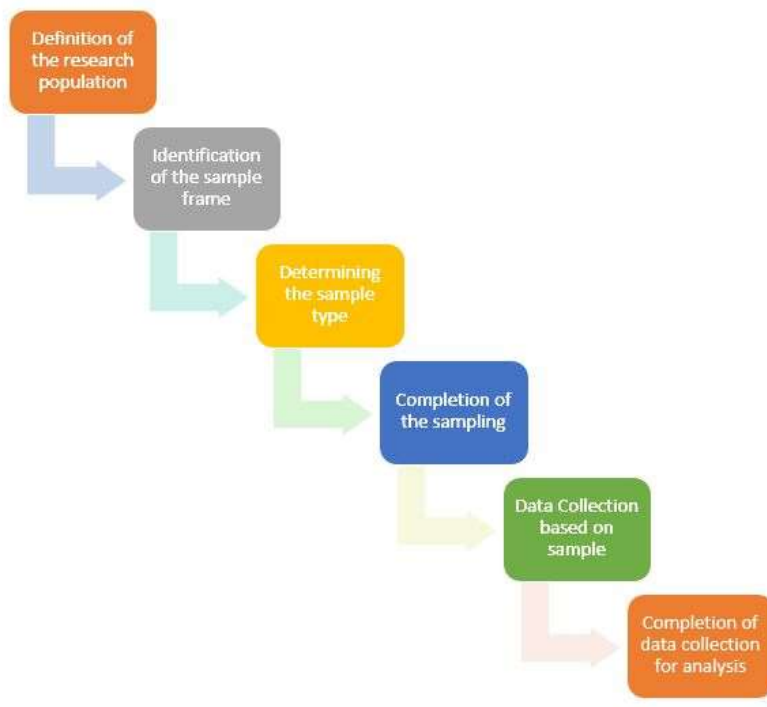 Definition of
the research
population
Identification
of the sample
frame
Determining
the sample
type
Completion of
the sampling
Data Collection
based on
sample
Completion of
data collection
for analysis